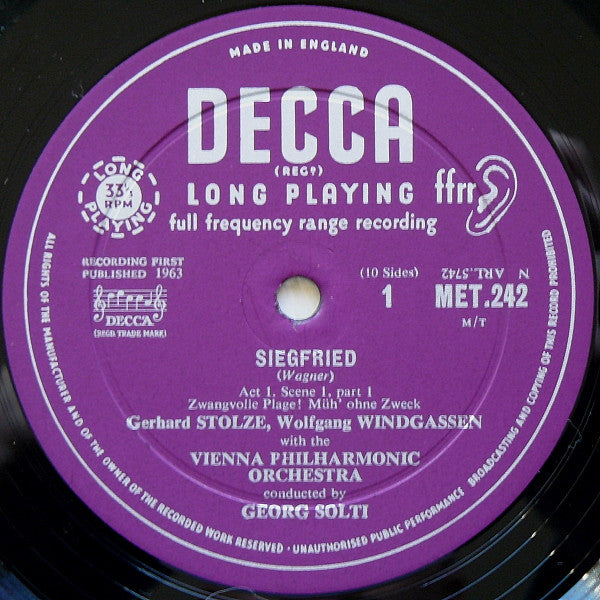 MADE IN ENGLAND
DECCA
(REGᴰ)
LONG PLAYING
ffrr
full frequency range recording
LONG PLAYING
33⅓
RPM
RECORDING FIRST
PUBLISHED 1963
DECCA
(REGD. TRADE MARK)
(10 Sides)
1
N ARL.5742
MET.242
M/T
SIEGFRIED
(Wagner)
Act 1. Scene 1, part 1
Zwangvolle Plage! Müh' ohne Zweck
Gerhard STOLZE, Wolfgang WINDGASSEN
with the
VIENNA PHILHARMONIC
ORCHESTRA
conducted by
GEORG SOLTI
ALL RIGHTS OF THE MANUFACTURER AND OF THE OWNER OF THE RECORDED WORK RESERVED · UNAUTHORISED PUBLIC PERFORMANCE BROADCASTING AND COPYING OF THIS RECORD PROHIBITED